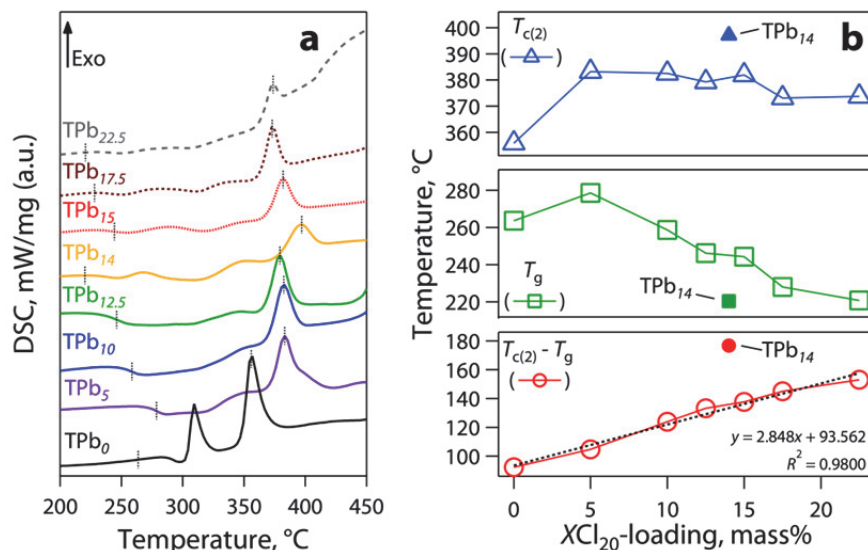 a
Exo
TPb22.5
TPb17.5
TPb15
TPb14
TPb12.5
TPb10
TPb5
TPb0
DSC, mW/mg (a.u.)
200 250 300 350 400 450
Temperature, °C
b
Tc(2)
( )
TPb14
400
380
360
280
260
240
220
Tg
( )
TPb14
Temperature, °C
180
160
140
120
100
Tc(2) - Tg
( )
TPb14
y = 2.848x + 93.562
R2 = 0.9800
0 5 10 15 20
XCl20-loading, mass%